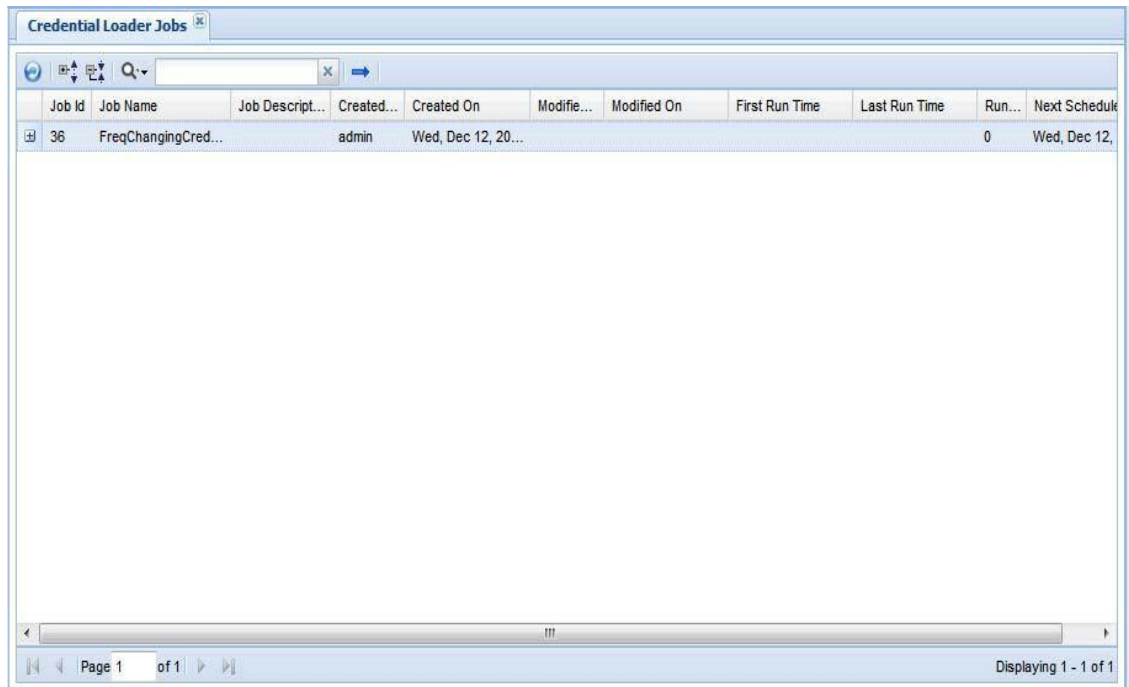 Credential Loader Jobs
Job Id Job Name Job Descript... Created... Created On Modifie... Modified On First Run Time Last Run Time Run... Next Schedule
36 FreqChangingCred... admin Wed, Dec 12, 20... 0 Wed, Dec 12,
Page 1 of 1 Displaying 1 - 1 of 1